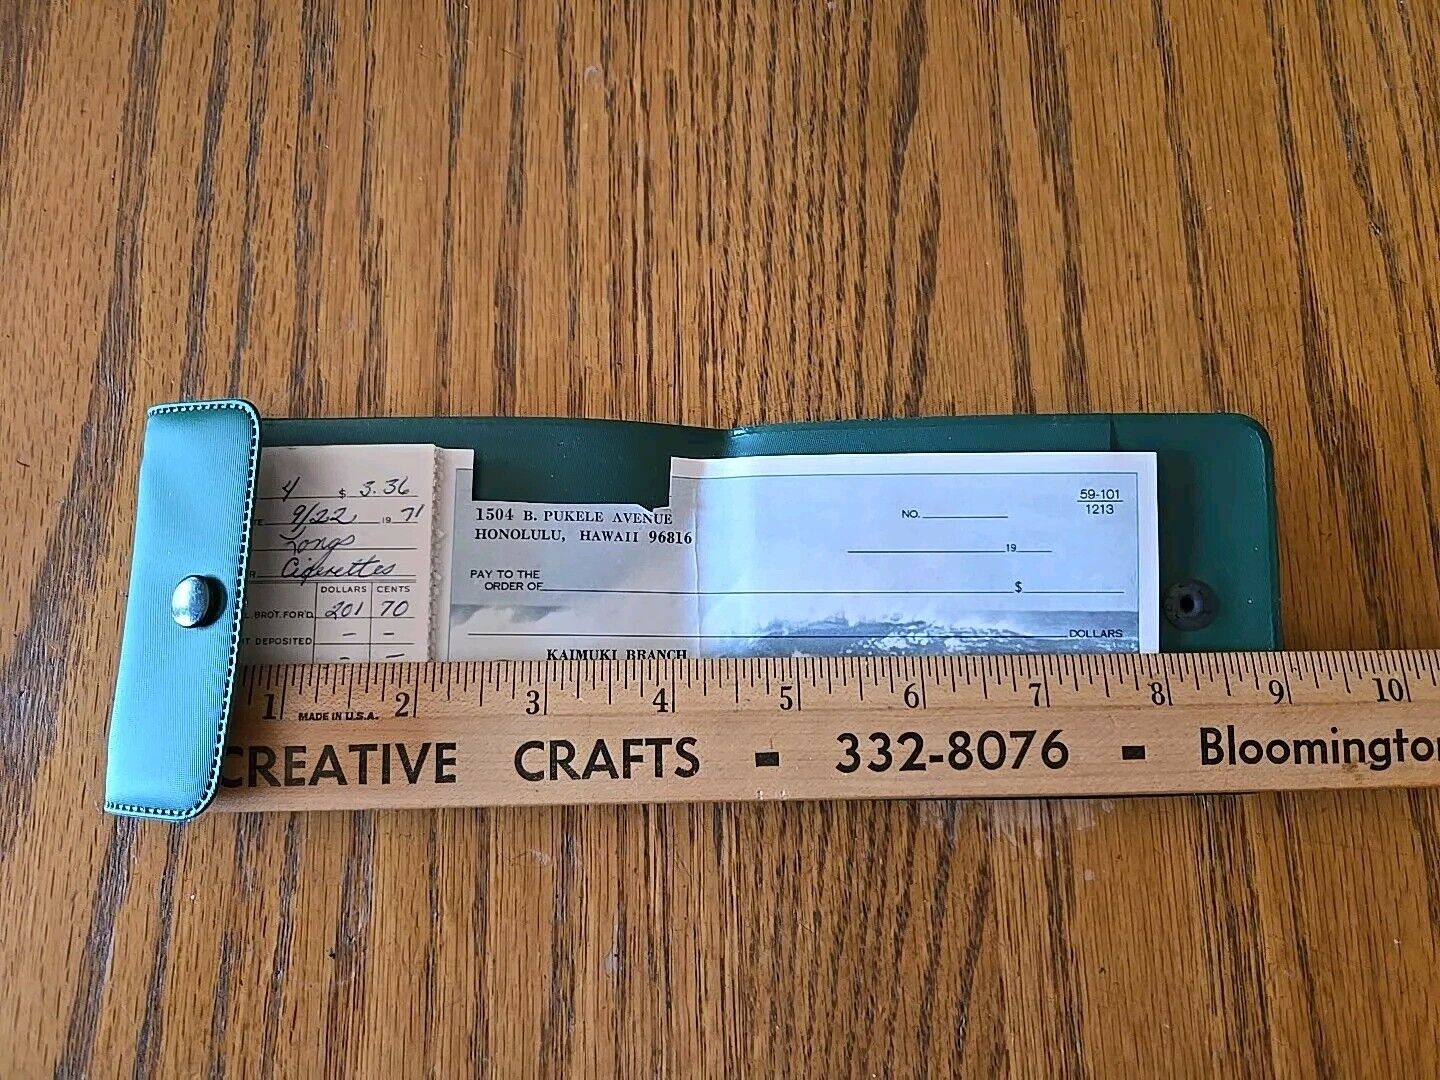 4 $ 3.36
TE 9/22 19 71
Longs
R Cigarettes
DOLLARS CENTS
L. BRO'T. FOR'D. 201 70
T DEPOSITED — —
— —
1504 B. PUKELE AVENUE
HONOLULU, HAWAII 96816
NO.
59-101
1213
19
PAY TO THE
ORDER OF $
DOLLARS
KAIMUKI BRANCH
1 2 3 4 5 6 7 8 9 10
MADE IN U.S.A.
CREATIVE CRAFTS - 332-8076 - Bloomington